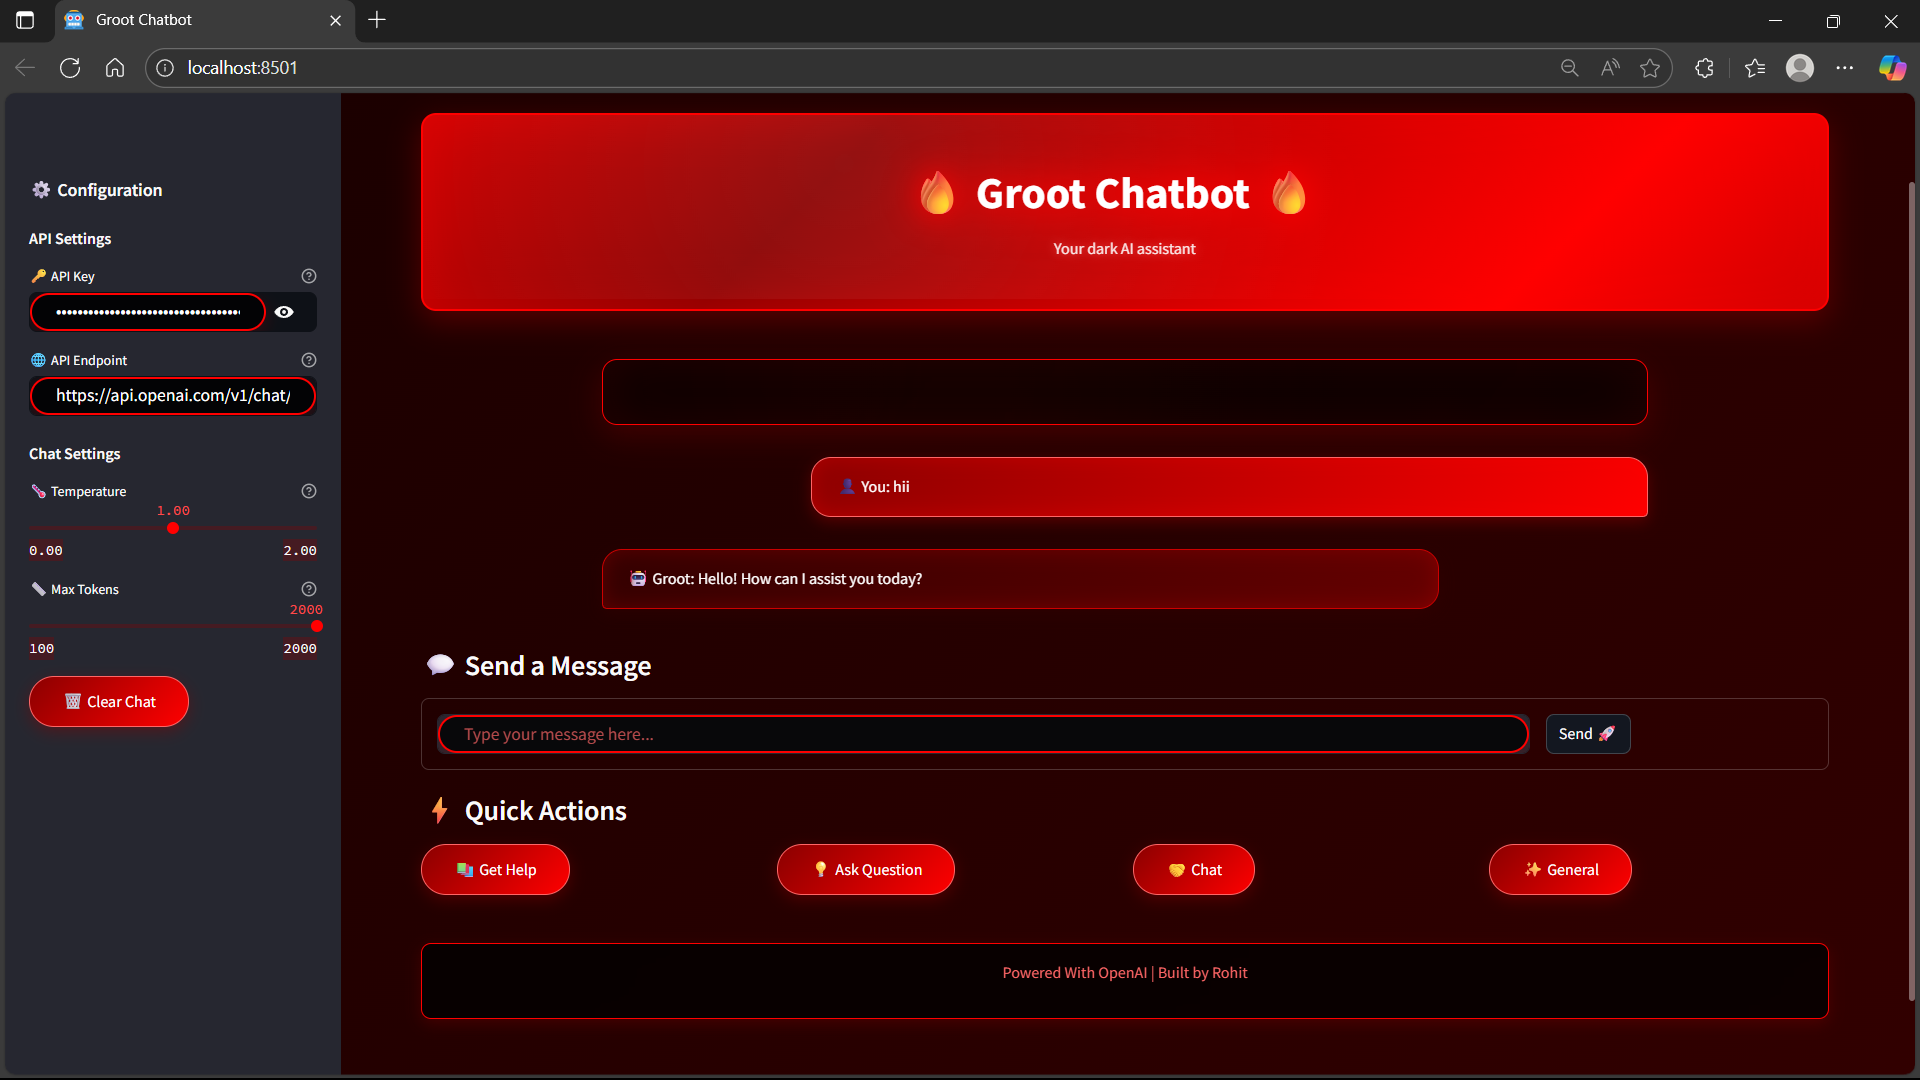 Groot Chatbot
localhost:8501
Configuration
API Settings
API Key
API Endpoint
https://api.openai.com/v1/chat/
Chat Settings
Temperature
1.00
0.00 2.00
Max Tokens
2000
100 2000
Clear Chat
Groot Chatbot
Your dark AI assistant
You: hii
Groot: Hello! How can I assist you today?
Send a Message
Type your message here...
Send
Quick Actions
Get Help
Ask Question
Chat
General
Powered With OpenAI | Built by Rohit